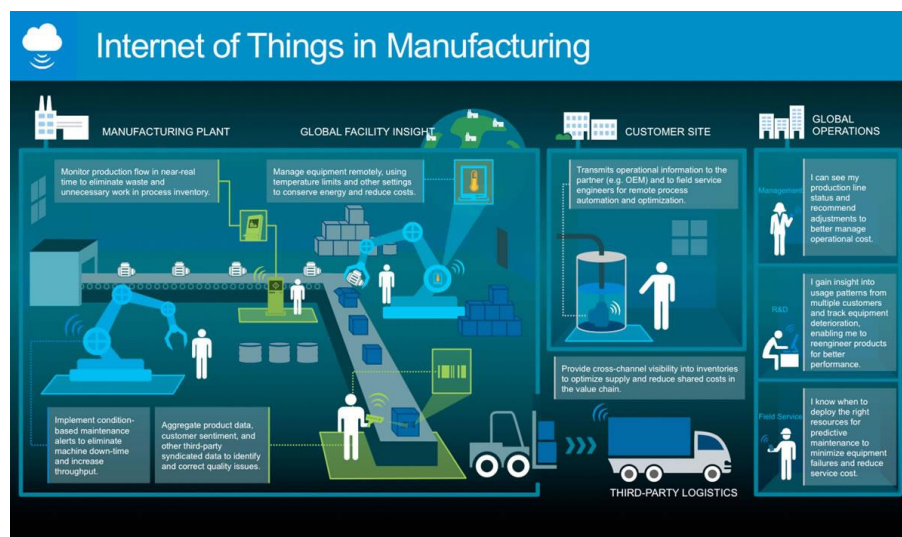 Internet of Things in Manufacturing
MANUFACTURING PLANT
GLOBAL FACILITY INSIGHT
CUSTOMER SITE
GLOBAL
OPERATIONS
Monitor production flow in near-real
time to eliminate waste and
unnecessary work in process inventory.
Manage equipment remotely, using
temperature limits and other settings
to conserve energy and reduce costs.
Transmits operational information to the
partner (e.g. OEM) and to field service
engineers for remote process
automation and optimization.
Management
I can see my
production line
status and
recommend
adjustments to
better manage
operational cost.
R&D
I gain insight into
usage patterns from
multiple customers
and track equipment
deterioration,
enabling me to
reengineer products
for better
performance.
Provide cross-channel visibility into inventories
to optimize supply and reduce shared costs in
the value chain.
Implement condition-
based maintenance
alerts to eliminate
machine down-time
and increase
throughput.
Aggregate product data,
customer sentiment, and
other third-party
syndicated data to identify
and correct quality issues.
Field Service
I know when to
deploy the right
resources for
predictive
maintenance to
minimize equipment
failures and reduce
service cost.
THIRD-PARTY LOGISTICS